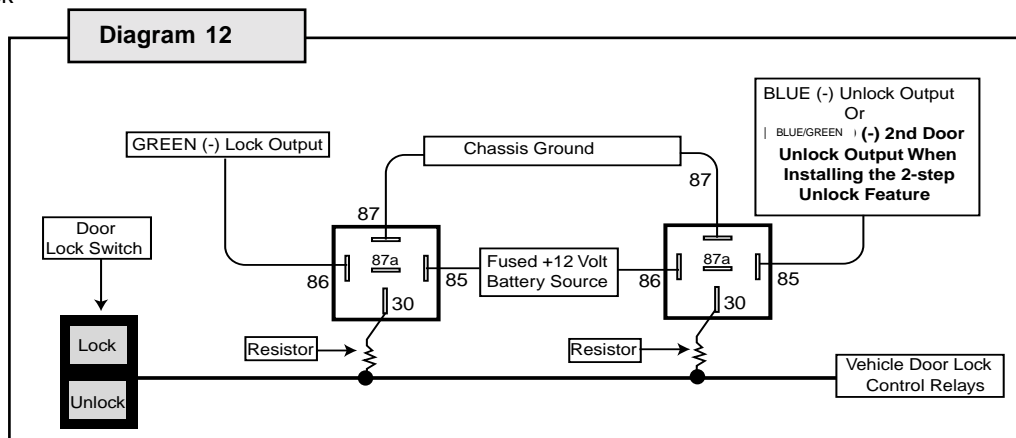 Diagram 12
BLUE (-) Unlock Output
Or
BLUE/GREEN (-) 2nd Door
Unlock Output When
Installing the 2-step
Unlock Feature
GREEN (-) Lock Output
Chassis Ground
87
87
Door
Lock Switch
87a
86
85
30
Fused +12 Volt
Battery Source
87a
86
85
30
Lock
Unlock
Resistor
Resistor
Vehicle Door Lock
Control Relays